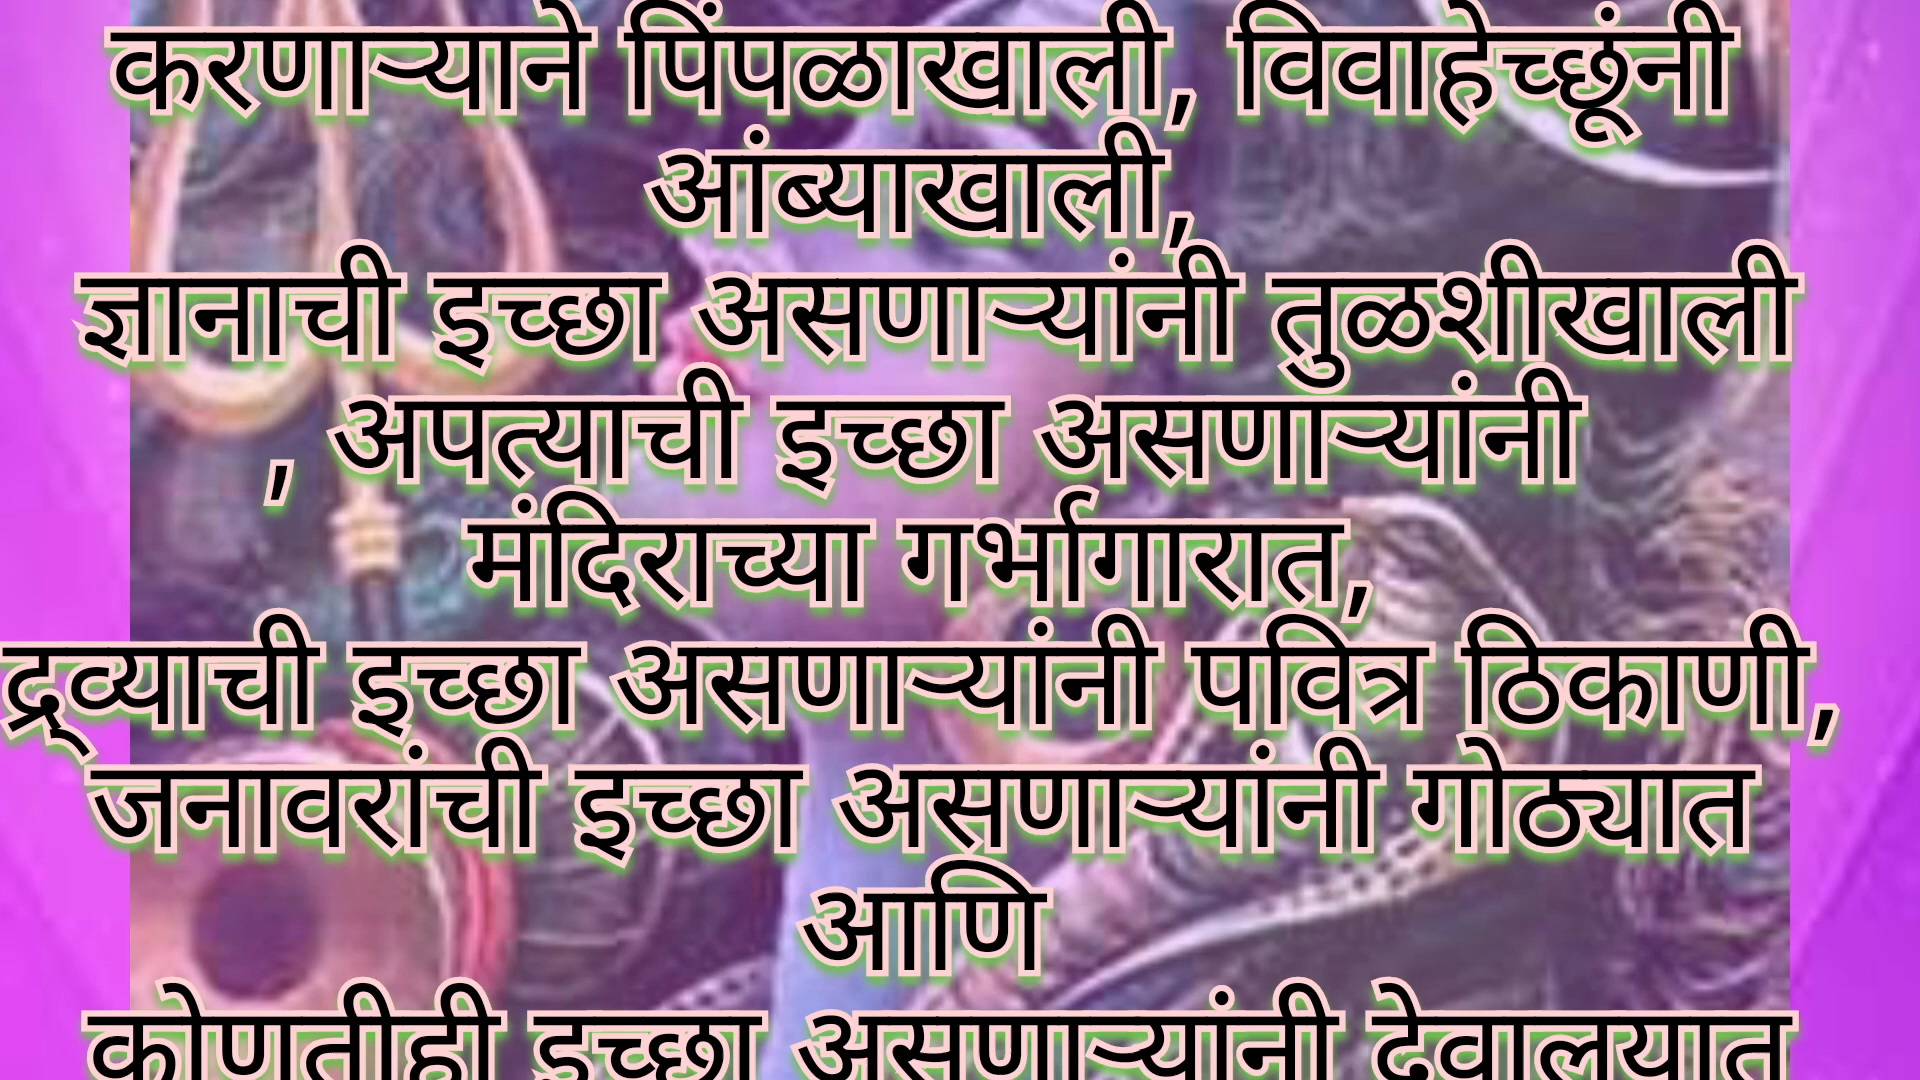 करणाऱ्याने पिंपळाखाली, विवाहेच्छूंनी
आंब्याखाली,
ज्ञानाची इच्छा असणाऱ्यांनी तुळशीखाली
, अपत्याची इच्छा असणाऱ्यांनी
मंदिराच्या गर्भागारात,
द्र्व्याची इच्छा असणाऱ्यांनी पवित्र ठिकाणी,
जनावरांची इच्छा असणाऱ्यांनी गोठ्यात
आणि
कोणतीही इच्छा असणाऱ्यांनी देवालयात